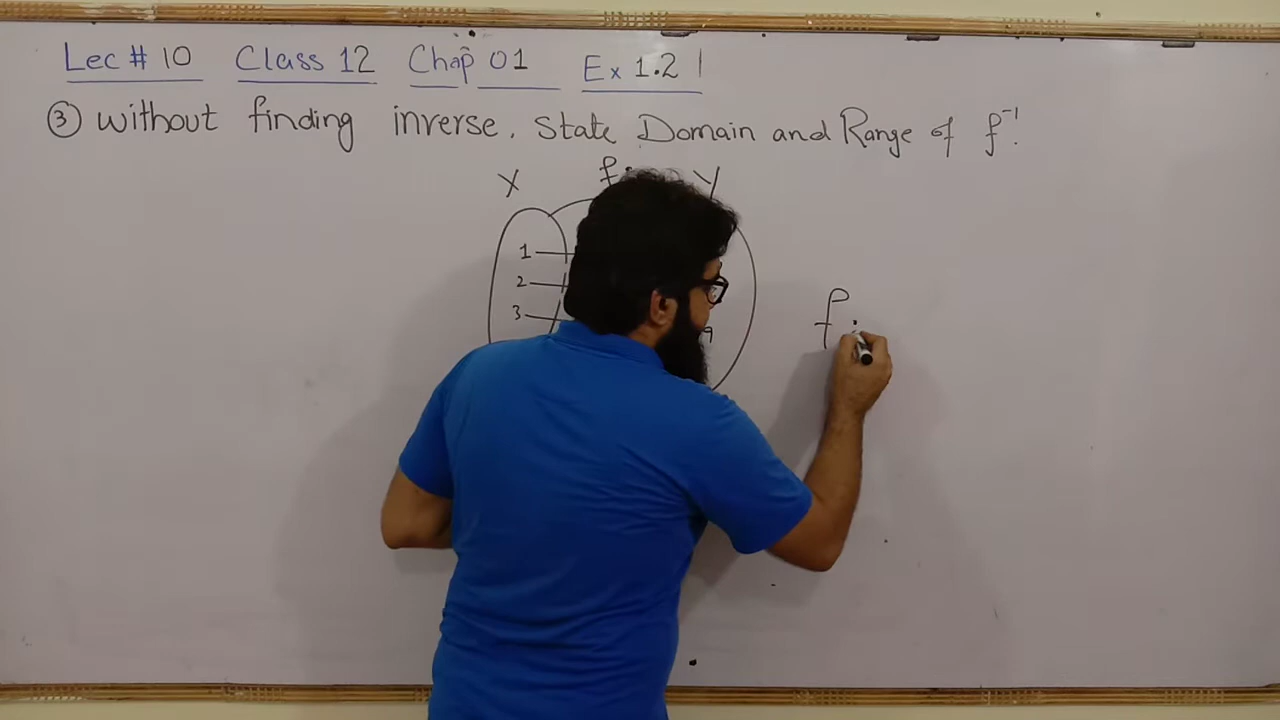 Lec # 10 Class 12 Chap 01 Ex 1.2
③ without finding inverse. State Domain and Range of f⁻¹.
X f Y
1
2
3
9
f :